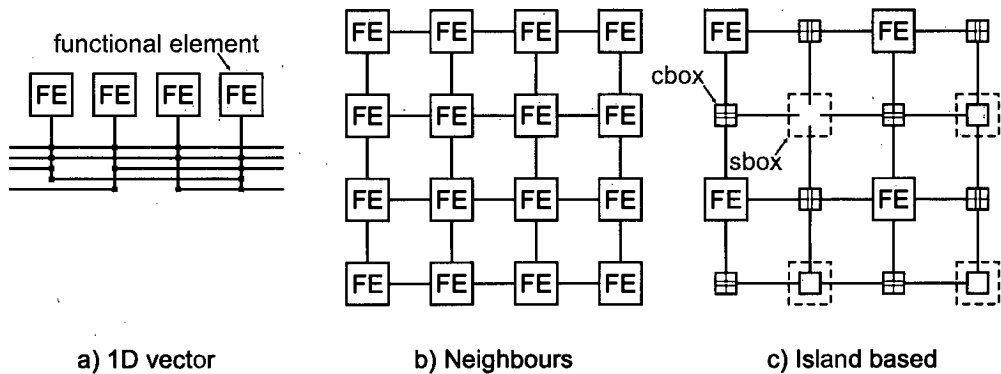 functional element
FE FE FE FE
a) 1D vector
FE FE FE FE
FE FE FE FE
FE FE FE FE
FE FE FE FE
b) Neighbours
FE FE
cbox
sbox
FE FE
c) Island based